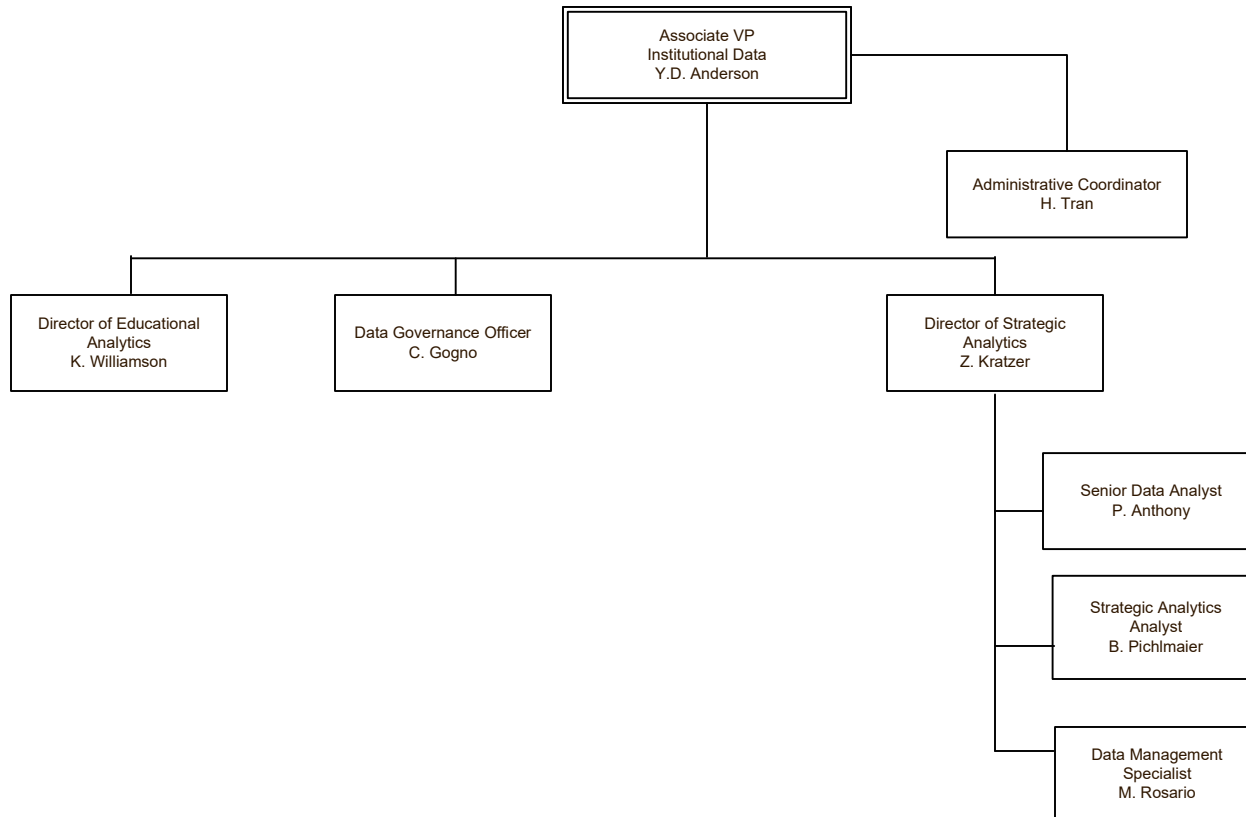 Associate VP
Institutional Data
Y.D. Anderson
Administrative Coordinator
H. Tran
Director of Educational
Analytics
K. Williamson
Data Governance Officer
C. Gogno
Director of Strategic
Analytics
Z. Kratzer
Senior Data Analyst
P. Anthony
Strategic Analytics
Analyst
B. Pichlmaier
Data Management
Specialist
M. Rosario